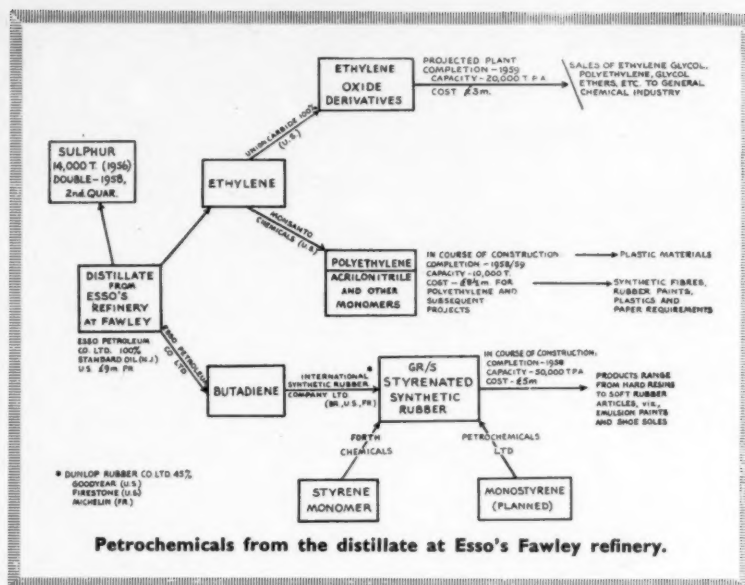 ETHYLENE
OXIDE
DERIVATIVES
PROJECTED PLANT
COMPLETION - 1959
CAPACITY - 20,000 T.P.A.
COST £3m.
SALES OF ETHYLENE GLYCOL,
POLYETHYLENE, GLYCOL
ETHERS, ETC. TO GENERAL
CHEMICAL INDUSTRY
UNION CARBIDE 100%
(U.S.)
SULPHUR
14,000 T. (1956)
DOUBLE - 1958,
2nd QUAR.
ETHYLENE
MONSANTO
CHEMICALS (U.S.)
POLYETHYLENE
ACRILONITRILE
AND OTHER
MONOMERS
IN COURSE OF CONSTRUCTION:
COMPLETION - 1958/59
CAPACITY - 10,000 T.
COST - £8½m FOR
POLYETHYLENE AND
SUBSEQUENT
PROJECTS
PLASTIC MATERIALS
SYNTHETIC FIBRES,
RUBBER PAINTS,
PLASTICS AND
PAPER REQUIREMENTS
DISTILLATE
FROM
ESSO'S
REFINERY
AT FAWLEY
ESSO PETROLEUM
CO. LTD. 100%
STANDARD OIL (N.J.)
U.S. £9m PR
ESSO PETROLEUM
CO LTD
BUTADIENE
INTERNATIONAL *
SYNTHETIC RUBBER
COMPANY LTD
(BR, U.S., FR)
GR/S
STYRENATED
SYNTHETIC
RUBBER
IN COURSE OF CONSTRUCTION:
COMPLETION - 1958
CAPACITY - 50,000 T.P.A
COST - £5m
PRODUCTS RANGE
FROM HARD RESINS
TO SOFT RUBBER
ARTICLES, viz.,
EMULSION PAINTS
AND SHOE SOLES
FORTH
CHEMICALS
PETROCHEMICALS
LTD
* DUNLOP RUBBER CO. LTD. 45%
GOODYEAR (U.S.)
FIRESTONE (U.S.)
MICHELIN (FR.)
STYRENE
MONOMER
MONOSTYRENE
(PLANNED)
Petrochemicals from the distillate at Esso's Fawley refinery.